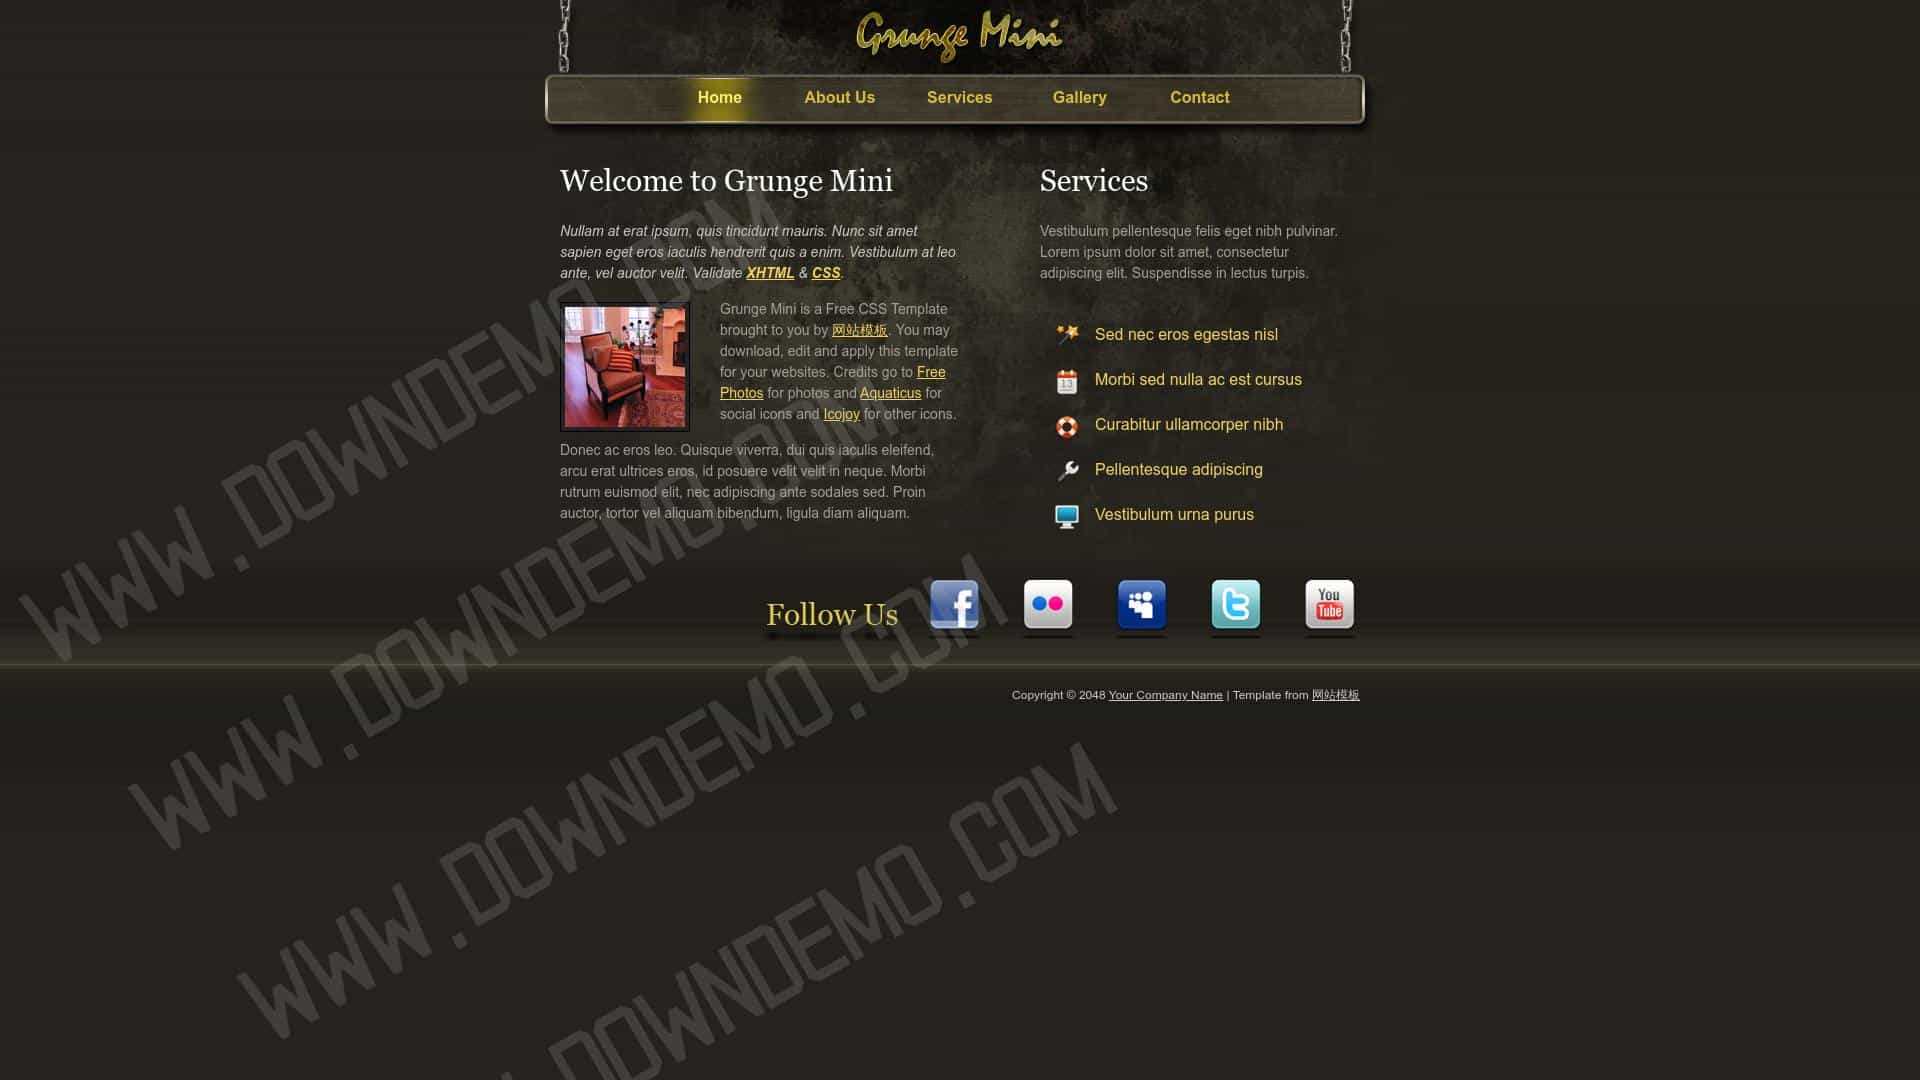 Grunge Mini
Home
About Us
Services
Gallery
Contact
Welcome to Grunge Mini
Nullam at erat ipsum, quis tincidunt mauris. Nunc sit amet
sapien eget eros iaculis hendrerit quis a enim. Vestibulum at leo
ante, vel auctor velit. Validate XHTML & CSS.
Grunge Mini is a Free CSS Template
brought to you by 网站模板. You may
download, edit and apply this template
for your websites. Credits go to Free
Photos for photos and Aquaticus for
social icons and Icojoy for other icons.
Donec ac eros leo. Quisque viverra, dui quis iaculis eleifend,
arcu erat ultrices eros, id posuere velit velit in neque. Morbi
rutrum euismod elit, nec adipiscing ante sodales sed. Proin
auctor, tortor vel aliquam bibendum, ligula diam aliquam.
Services
Vestibulum pellentesque felis eget nibh pulvinar.
Lorem ipsum dolor sit amet, consectetur
adipiscing elit. Suspendisse in lectus turpis.
Sed nec eros egestas nisl
13
Morbi sed nulla ac est cursus
Curabitur ullamcorper nibh
Pellentesque adipiscing
Vestibulum urna purus
Follow Us
You
Tube
Copyright © 2048 Your Company Name | Template from 网站模板
WWW.DOWNDEMO.COM
WWW.DOWNDEMO.COM
WWW.DOWNDEMO.COM
.DOWNDEMO.COM